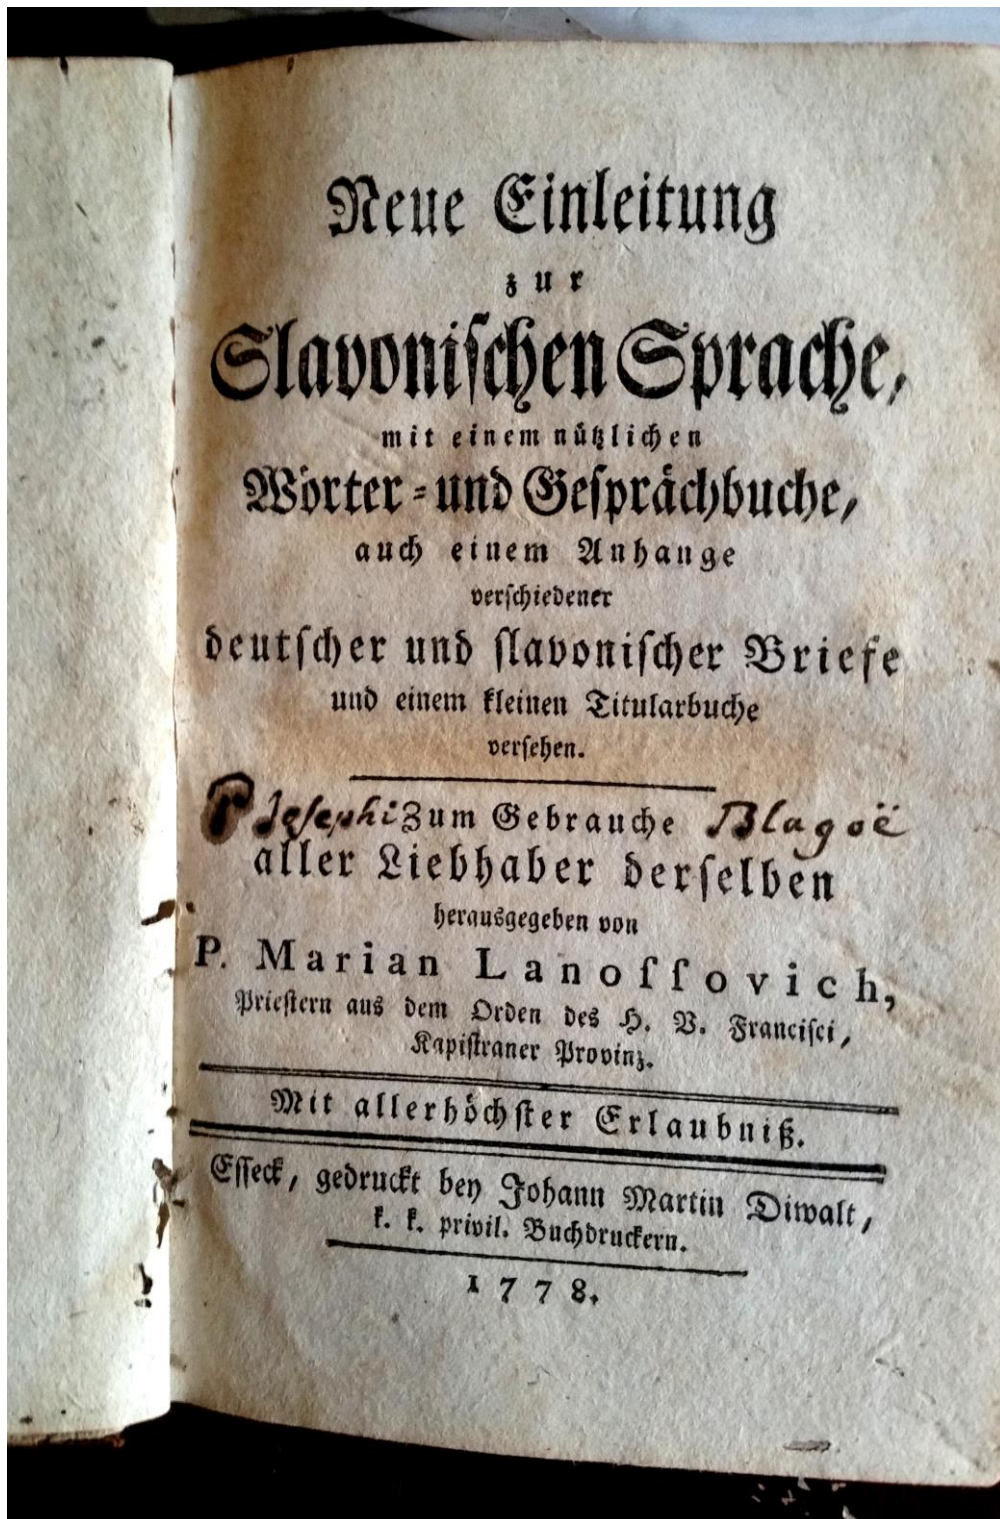 Neue Einleitung
zur
Slavonischen Sprache,
mit einem nützlichen
Wörter- und Gesprächbuche,
auch einem Anhange
verschiedener
deutscher und slavonischer Briefe
und einem kleinen Titularbuche
versehen.
P Josephi Zum Gebrauche Blagoë
aller Liebhaber derselben
herausgegeben von
P. Marian Lanoſſovich,
Priestern aus dem Orden des H. V. Francisci,
Kapistraner Provinz.
Mit allerhöchster Erlaubniß.
Esseck, gedruckt bey Johann Martin Diwalt,
k. k. privil. Buchdruckern.
1778.